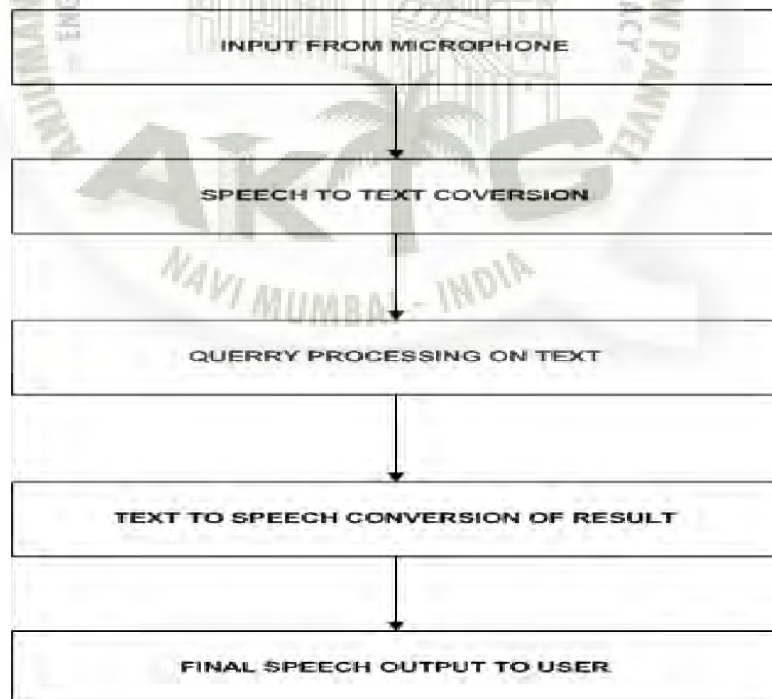 INPUT FROM MICROPHONE
SPEECH TO TEXT COVERSION
AKTC
NAVI MUMBAI - INDIA
QUERRY PROCESSING ON TEXT
TEXT TO SPEECH CONVERSION OF RESULT
FINAL SPEECH OUTPUT TO USER